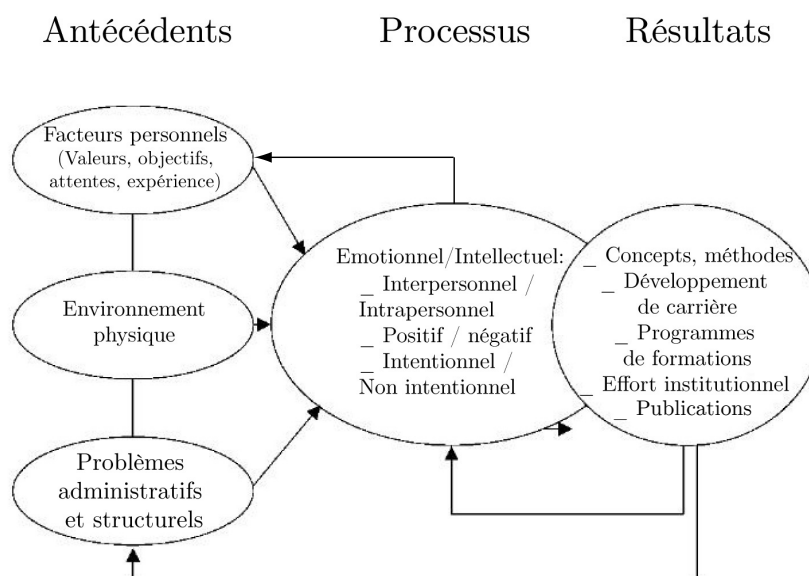 Antécédents
Processus
Résultats
Facteurs personnels
(Valeurs, objectifs,
attentes, expérience)
Environnement
physique
Problèmes
administratifs
et structurels
Emotionnel/Intellectuel:
_ Interpersonnel /
Intrapersonnel
_ Positif / négatif
_ Intentionnel /
Non intentionnel
_ Concepts, méthodes
_ Développement
de carrière
_ Programmes
de formations
_ Effort institutionnel
_ Publications